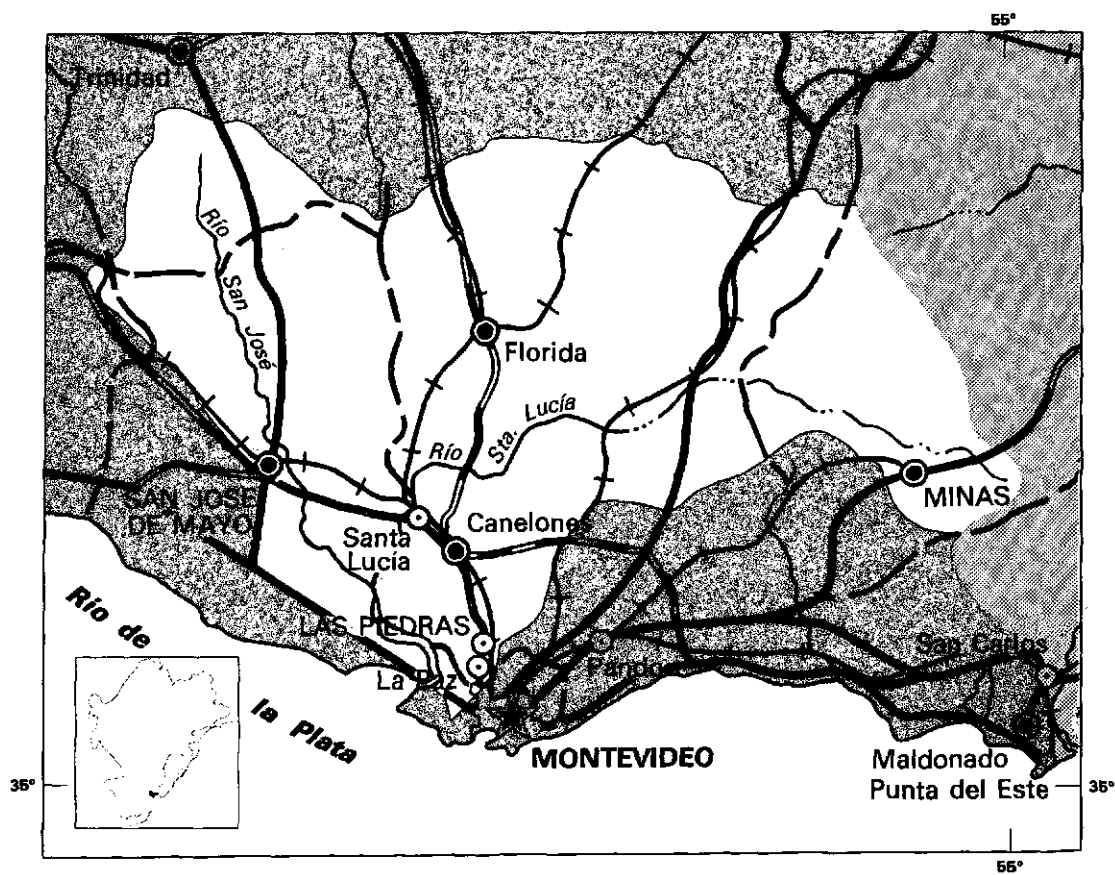 55°
Trinidad
Río
San
José
Florida
Río
Sta.
Lucía
SAN JOSE
DE MAYO
Santa
Lucía
Canelones
MINAS
Río de
la Plata
LAS PIEDRAS
La Paz
Pando
San Carlos
MONTEVIDEO
Maldonado
Punta del Este
35°
35°
55°